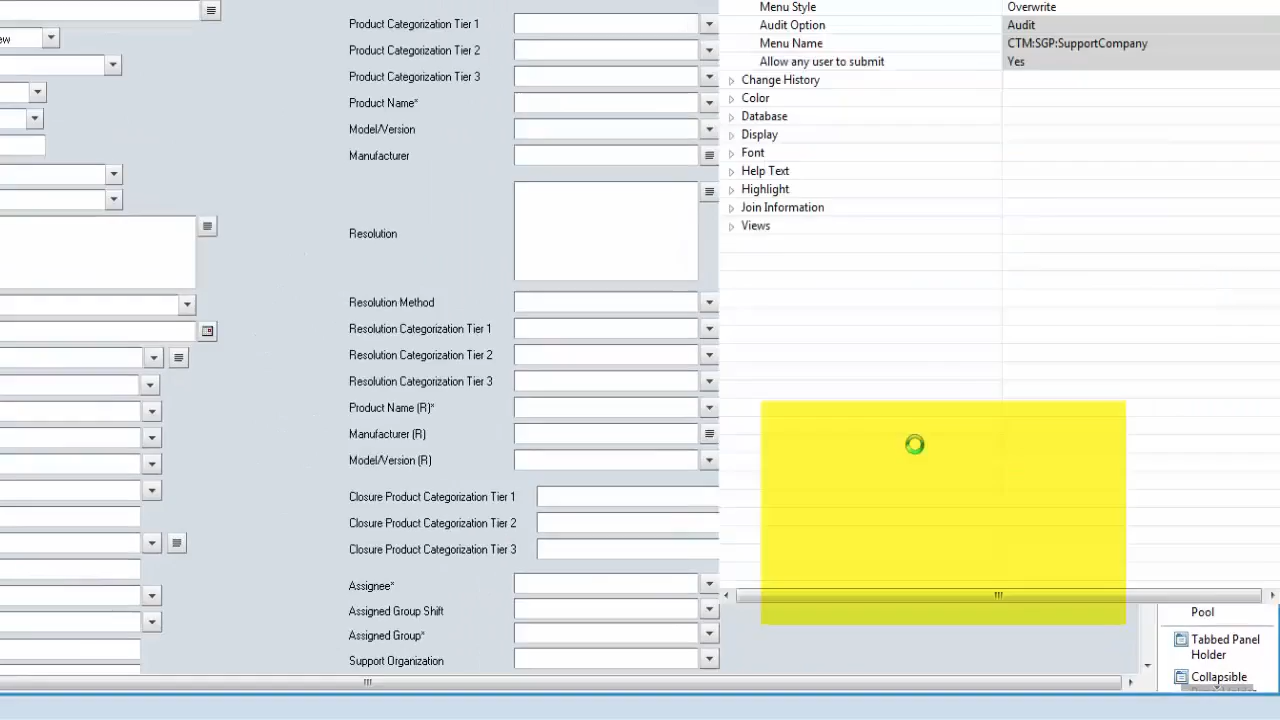 ew
Product Categorization Tier 1
Product Categorization Tier 2
Product Categorization Tier 3
Product Name*
Model/Version
Manufacturer
Resolution
Resolution Method
Resolution Categorization Tier 1
Resolution Categorization Tier 2
Resolution Categorization Tier 3
Product Name (R)*
Manufacturer (R)
Model/Version (R)
Closure Product Categorization Tier 1
Closure Product Categorization Tier 2
Closure Product Categorization Tier 3
Assignee*
Assigned Group Shift
Assigned Group*
Support Organization
Menu Style Overwrite
Audit Option Audit
Menu Name CTM:SGP:SupportCompany
Allow any user to submit Yes
Change History
Color
Database
Display
Font
Help Text
Highlight
Join Information
Views
Pool
Tabbed Panel
Holder
Collapsible